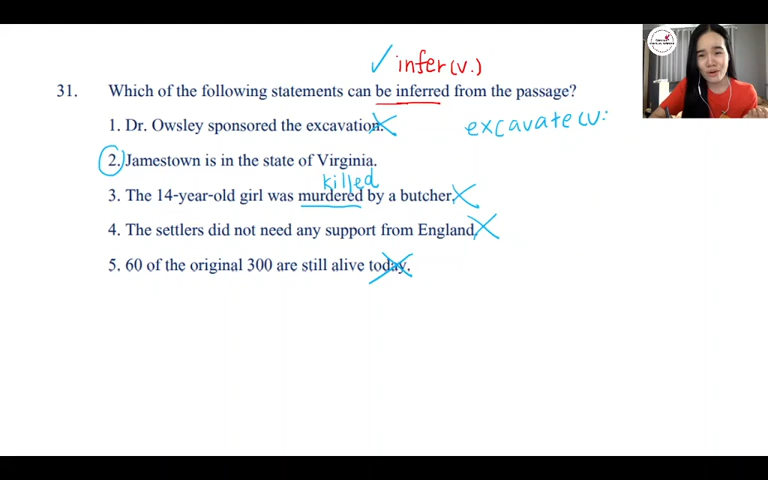 ✓ infer (v.)
31. Which of the following statements can be inferred from the passage?
1. Dr. Owsley sponsored the excavation.
excavate (v.
2. Jamestown is in the state of Virginia.
killed
3. The 14-year-old girl was murdered by a butcher.
4. The settlers did not need any support from England.
5. 60 of the original 300 are still alive today.